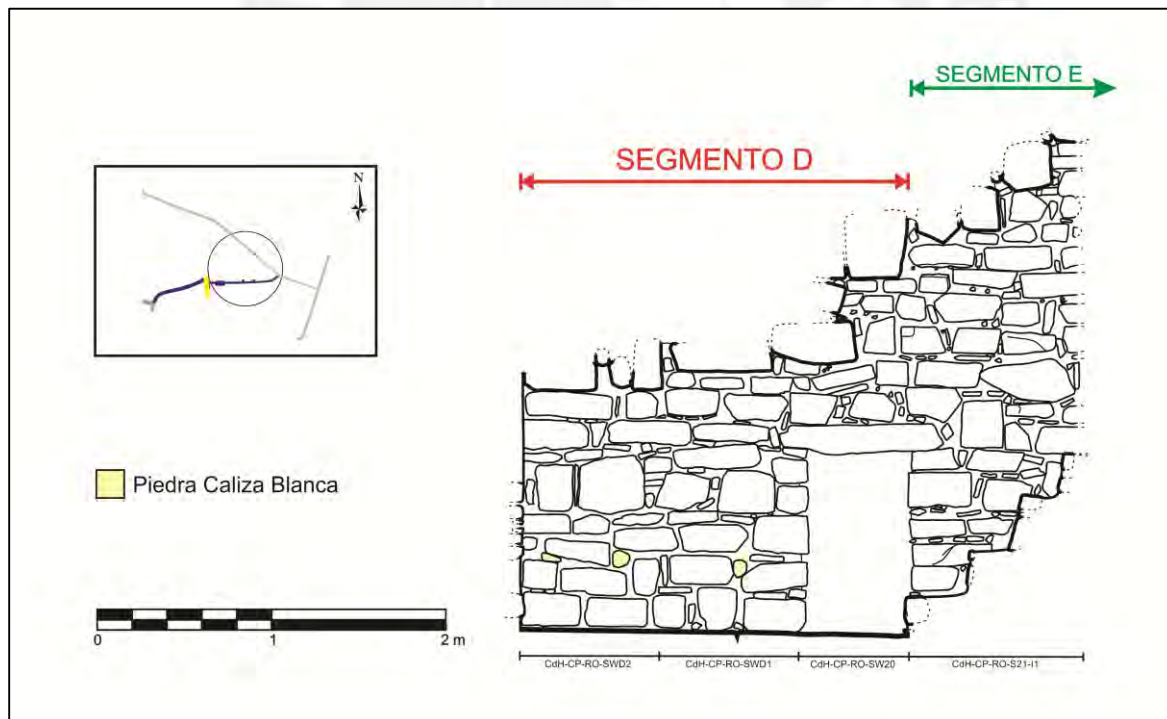 SEGMENTO E
SEGMENTO D
N
Piedra Caliza Blanca
0 1 2 m
CdH-CP-RO-SWD2 CdH-CP-RO-SWD1 CdH-CP-RO-SW20 CdH-CP-RO-S21-I1